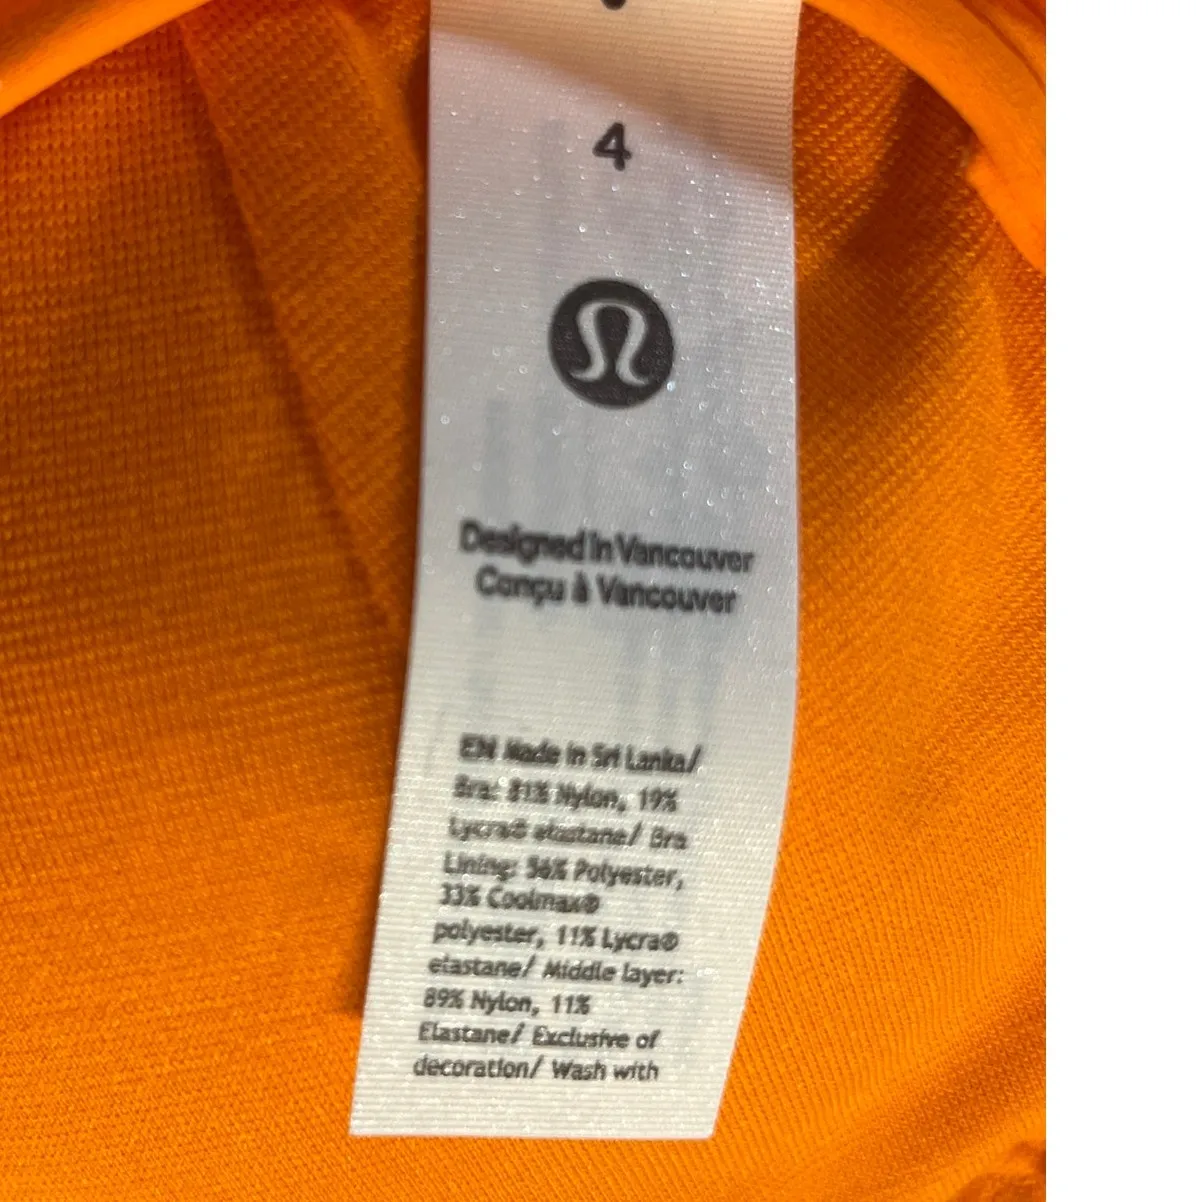 4
Designed in Vancouver
Conçu à Vancouver
EN Made in Sri Lanka/
Bra: 81% Nylon, 19%
Lycra® elastane/ Bra
Lining: 56% Polyester,
33% Coolmax®
polyester, 11% Lycra®
elastane/ Middle layer:
89% Nylon, 11%
Elastane/ Exclusive of
decoration/ Wash with